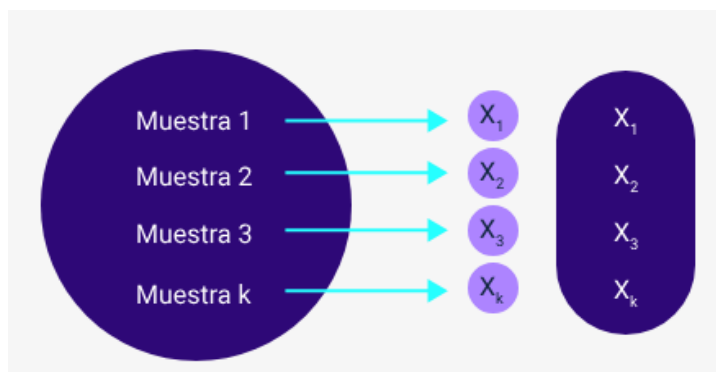 Muestra 1 X₁ X₁
Muestra 2 X₂ X₂
Muestra 3 X₃ X₃
Muestra k Xₖ Xₖ